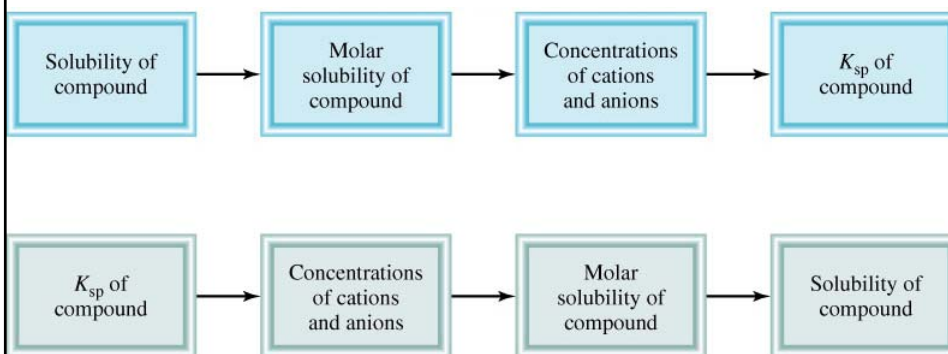 Solubility of
compound
Molar
solubility of
compound
Concentrations
of cations
and anions
Ksp of
compound
Ksp of
compound
Concentrations
of cations
and anions
Molar
solubility of
compound
Solubility of
compound